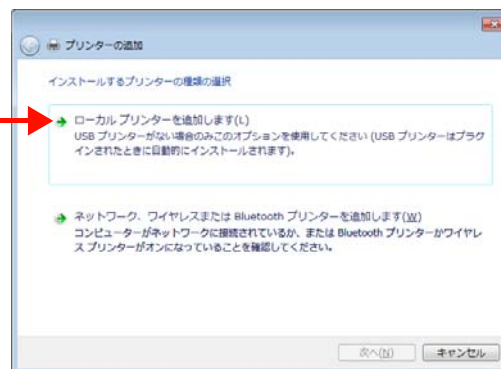 プリンターの追加
インストールするプリンターの種類の選択
ローカル プリンターを追加します(L)
USB プリンターがない場合のみこのオプションを使用してください (USB プリンターはプラグ
インされたときに自動的にインストールされます)。
ネットワーク、ワイヤレスまたは Bluetooth プリンターを追加します(W)
コンピューターがネットワークに接続されているか、または Bluetooth プリンターかワイヤレ
ス プリンターがオンになっていることを確認してください。
次へ(N)
キャンセル